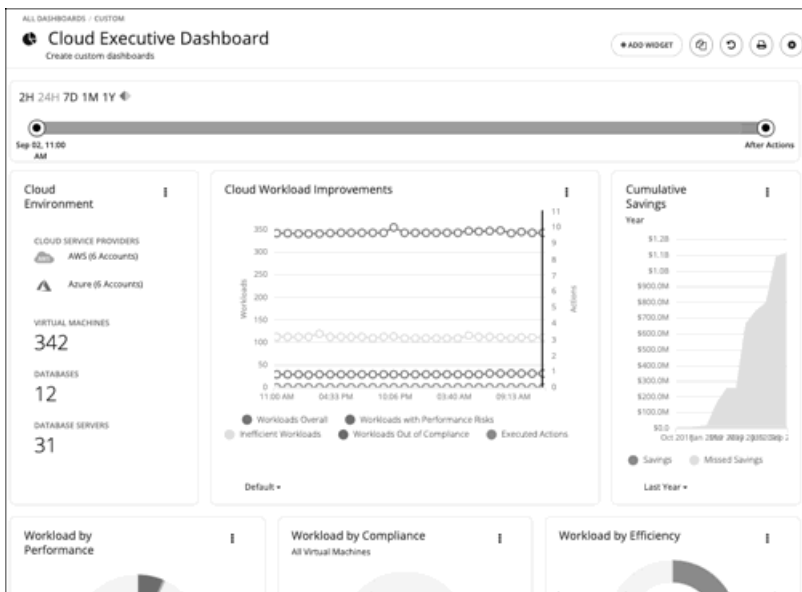 ALL DASHBOARDS / CUSTOM
Cloud Executive Dashboard
Create custom dashboards
+ ADD WIDGET
2H 24H 7D 1M 1Y
Sep 02, 11:00
AM
After Actions
Cloud
Environment
CLOUD SERVICE PROVIDERS
AWS (6 Accounts)
Azure (6 Accounts)
VIRTUAL MACHINES
342
DATABASES
12
DATABASE SERVERS
31
Cloud Workload Improvements
350
300
250
200
150
100
50
0
Workloads
11
10
9
8
7
6
5
4
3
2
1
0
Actions
11:00 AM 04:33 PM 10:06 PM 03:40 AM 09:13 AM
Workloads Overall Workloads with Performance Risks
Inefficient Workloads Workloads Out of Compliance Executed Actions
Default
Cumulative
Savings
Year
$1.2B
$1.1B
$1.0B
$900.0M
$800.0M
$700.0M
$600.0M
$500.0M
$400.0M
$300.0M
$200.0M
$100.0M
$0.0
Savings Missed Savings
Last Year
Workload by
Performance
Workload by Compliance
All Virtual Machines
Workload by Efficiency